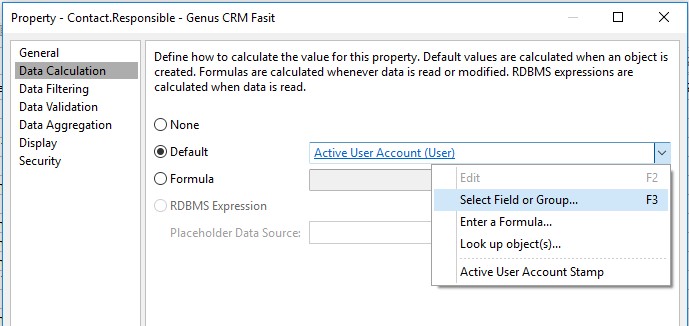 Property - Contact.Responsible - Genus CRM Fasit
General
Data Calculation
Data Filtering
Data Validation
Data Aggregation
Display
Security
Define how to calculate the value for this property. Default values are calculated when an object is
created. Formulas are calculated whenever data is read or modified. RDBMS expressions are
calculated when data is read.
None
Default
Active User Account (User)
Formula
RDBMS Expression
Placeholder Data Source:
Edit F2
Select Field or Group... F3
Enter a Formula...
Look up object(s)...
Active User Account Stamp